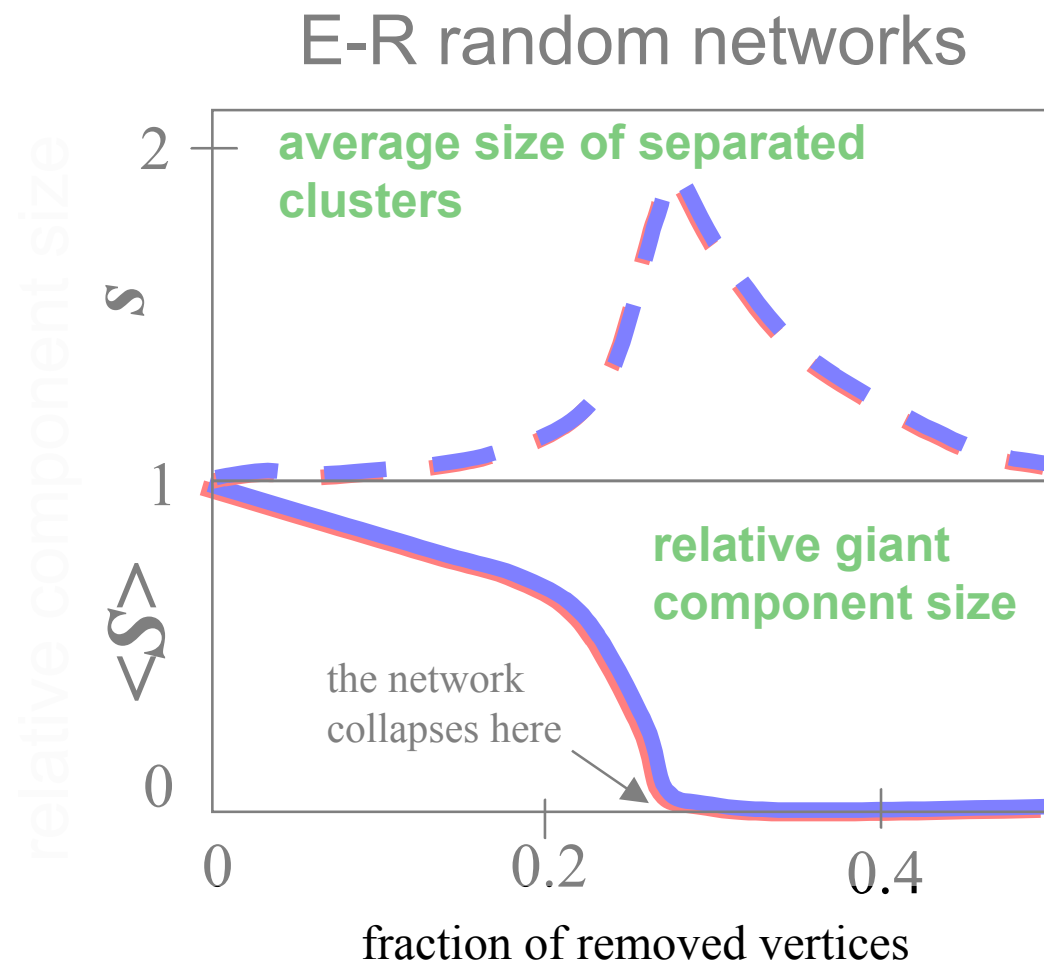 E-R random networks
2
average size of separated
clusters
s
relative component size
1
<S>
relative giant
component size
the network
collapses here
0
0
0.2
0.4
fraction of removed vertices